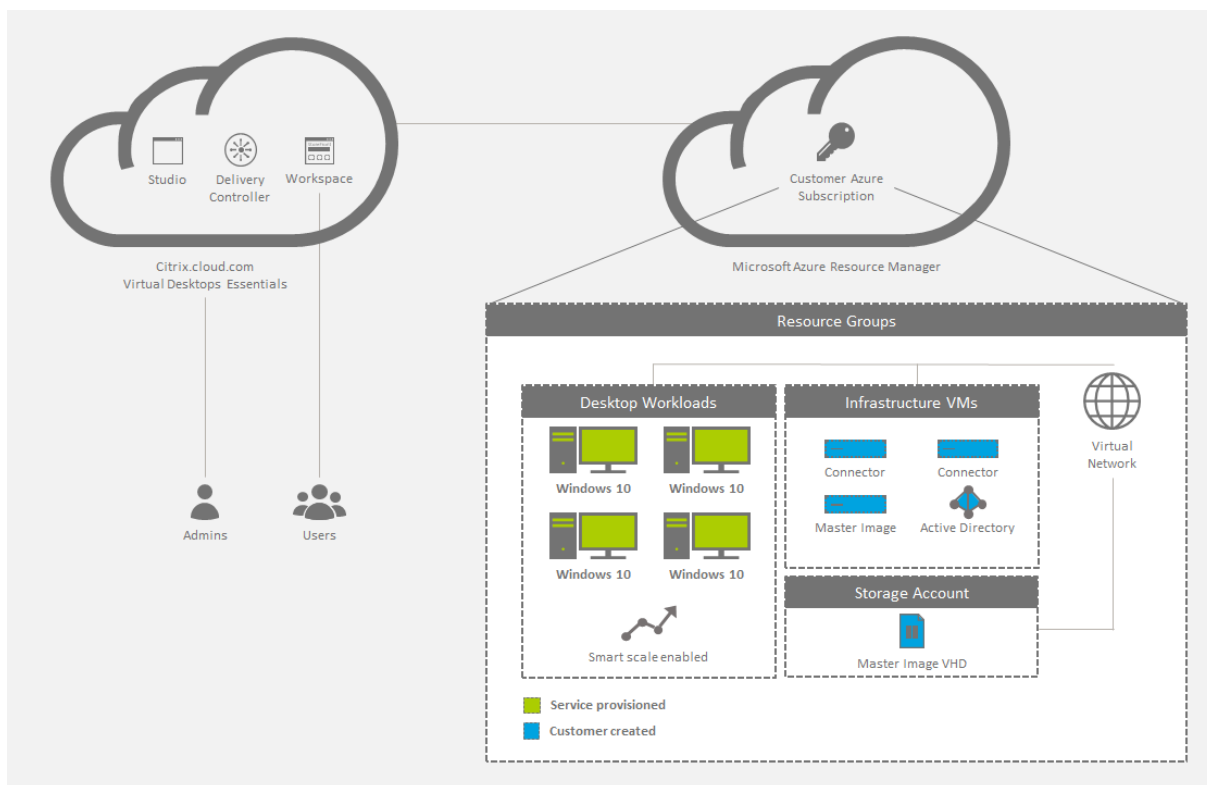 Studio
Delivery
Controller
Workspace
Citrix.cloud.com
Virtual Desktops Essentials
Admins
Users
Customer Azure
Subscription
Microsoft Azure Resource Manager
Resource Groups
Desktop Workloads
Windows 10
Windows 10
Windows 10
Windows 10
Smart scale enabled
Infrastructure VMs
Connector
Connector
Master Image
Active Directory
Storage Account
Master Image VHD
Virtual
Network
Service provisioned
Customer created